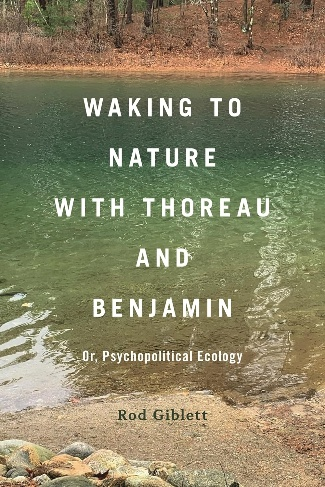 WAKING TO
NATURE
WITH THOREAU
AND
BENJAMIN
Or, Psychopolitical Ecology
Rod Giblett